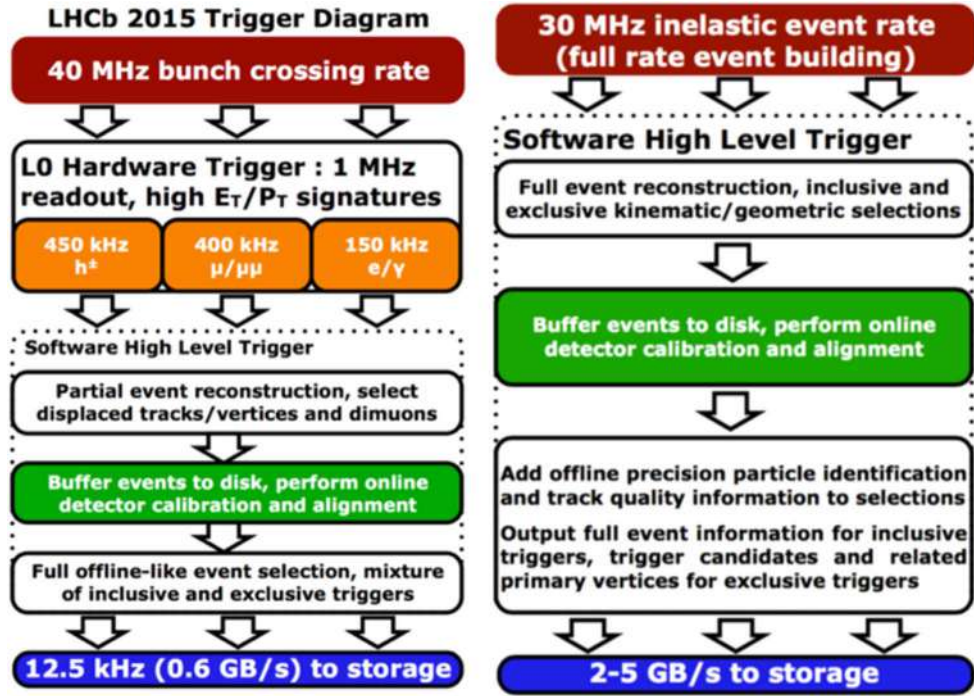 LHCb 2015 Trigger Diagram
40 MHz bunch crossing rate
L0 Hardware Trigger : 1 MHz
readout, high E_T/P_T signatures
450 kHz
h±
400 kHz
µ/µµ
150 kHz
e/γ
Software High Level Trigger
Partial event reconstruction, select
displaced tracks/vertices and dimuons
Buffer events to disk, perform online
detector calibration and alignment
Full offline-like event selection, mixture
of inclusive and exclusive triggers
12.5 kHz (0.6 GB/s) to storage
30 MHz inelastic event rate
(full rate event building)
Software High Level Trigger
Full event reconstruction, inclusive and
exclusive kinematic/geometric selections
Buffer events to disk, perform online
detector calibration and alignment
Add offline precision particle identification
and track quality information to selections
Output full event information for inclusive
triggers, trigger candidates and related
primary vertices for exclusive triggers
2-5 GB/s to storage